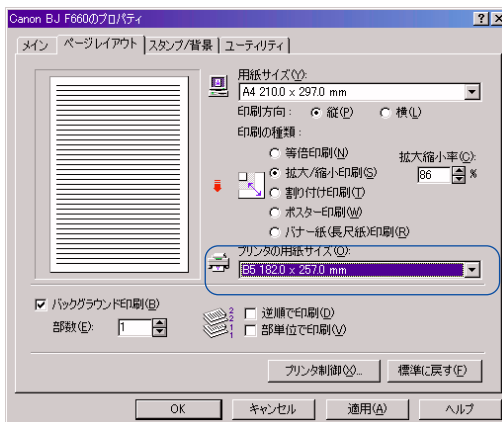 Canon BJ F660のプロパティ
メイン ページレイアウト スタンプ/背景 ユーティリティ
用紙サイズ(Y):
A4 210.0 x 297.0 mm
印刷方向: 縦(P) 横(L)
印刷の種類:
等倍印刷(N)
拡大縮小率(C):
拡大/縮小印刷(S)
86 %
割り付け印刷(T)
ポスター印刷(W)
バナー紙(長尺紙)印刷(R)
プリンタの用紙サイズ(O):
B5 182.0 x 257.0 mm
バックグラウンド印刷(B)
部数(E): 1
2 2 1 1
逆順で印刷(D)
部単位で印刷(V)
プリンタ制御(X)... 標準に戻す(F)
OK キャンセル 適用(A) ヘルプ